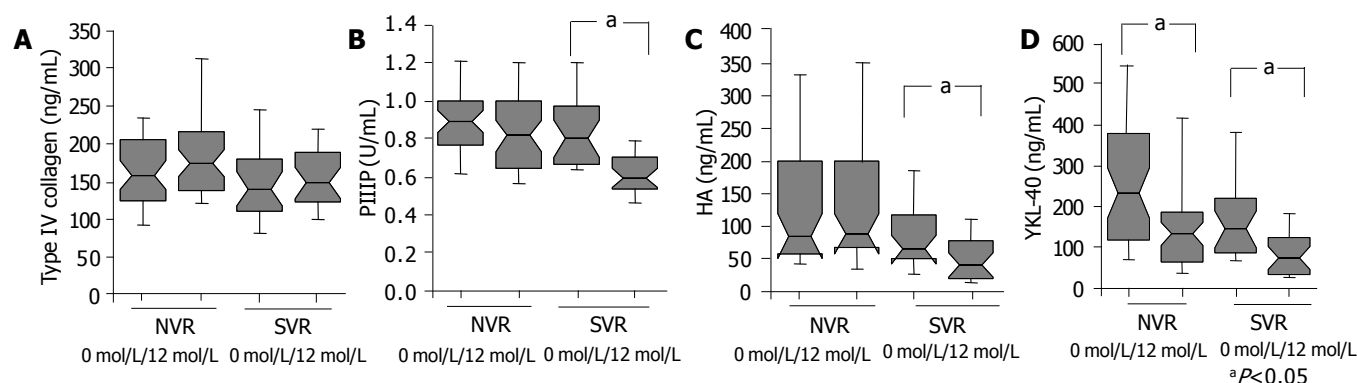 A
Type IV collagen (ng/mL)
350
300
250
200
150
100
50
0
NVR
SVR
0 mol/L/12 mol/L 0 mol/L/12 mol/L
B
PIIIP (U/mL)
1.4
1.2
1.0
0.8
0.6
0.4
0.2
0.0
a
NVR
SVR
0 mol/L/12 mol/L 0 mol/L/12 mol/L
C
HA (ng/mL)
400
350
300
250
200
150
100
50
0
a
NVR
SVR
0 mol/L/12 mol/L 0 mol/L/12 mol/L
D
YKL-40 (ng/mL)
600
500
400
300
200
100
0
a
a
NVR
SVR
0 mol/L/12 mol/L 0 mol/L/12 mol/L
aP<0.05